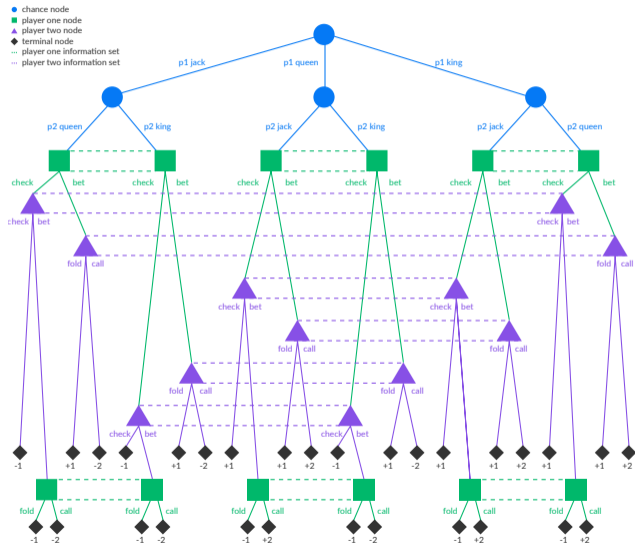 chance node
player one node
player two node
terminal node
player one information set
player two information set
p1 jack p1 queen p1 king
p2 queen p2 king p2 jack p2 king p2 jack p2 queen
check bet check bet check bet check bet check bet check bet
check bet check bet
fold call fold call
check bet check bet
fold call fold call
fold call fold call
check bet check bet
-1 +1 -2 -1 +1 -2 +1 +1 +2 -1 +1 -2 +1 +1 +2 +1 +1 +2
fold call fold call fold call fold call fold call fold call
-1 -2 -1 -2 -1 +2 -1 -2 -1 +2 -1 +2